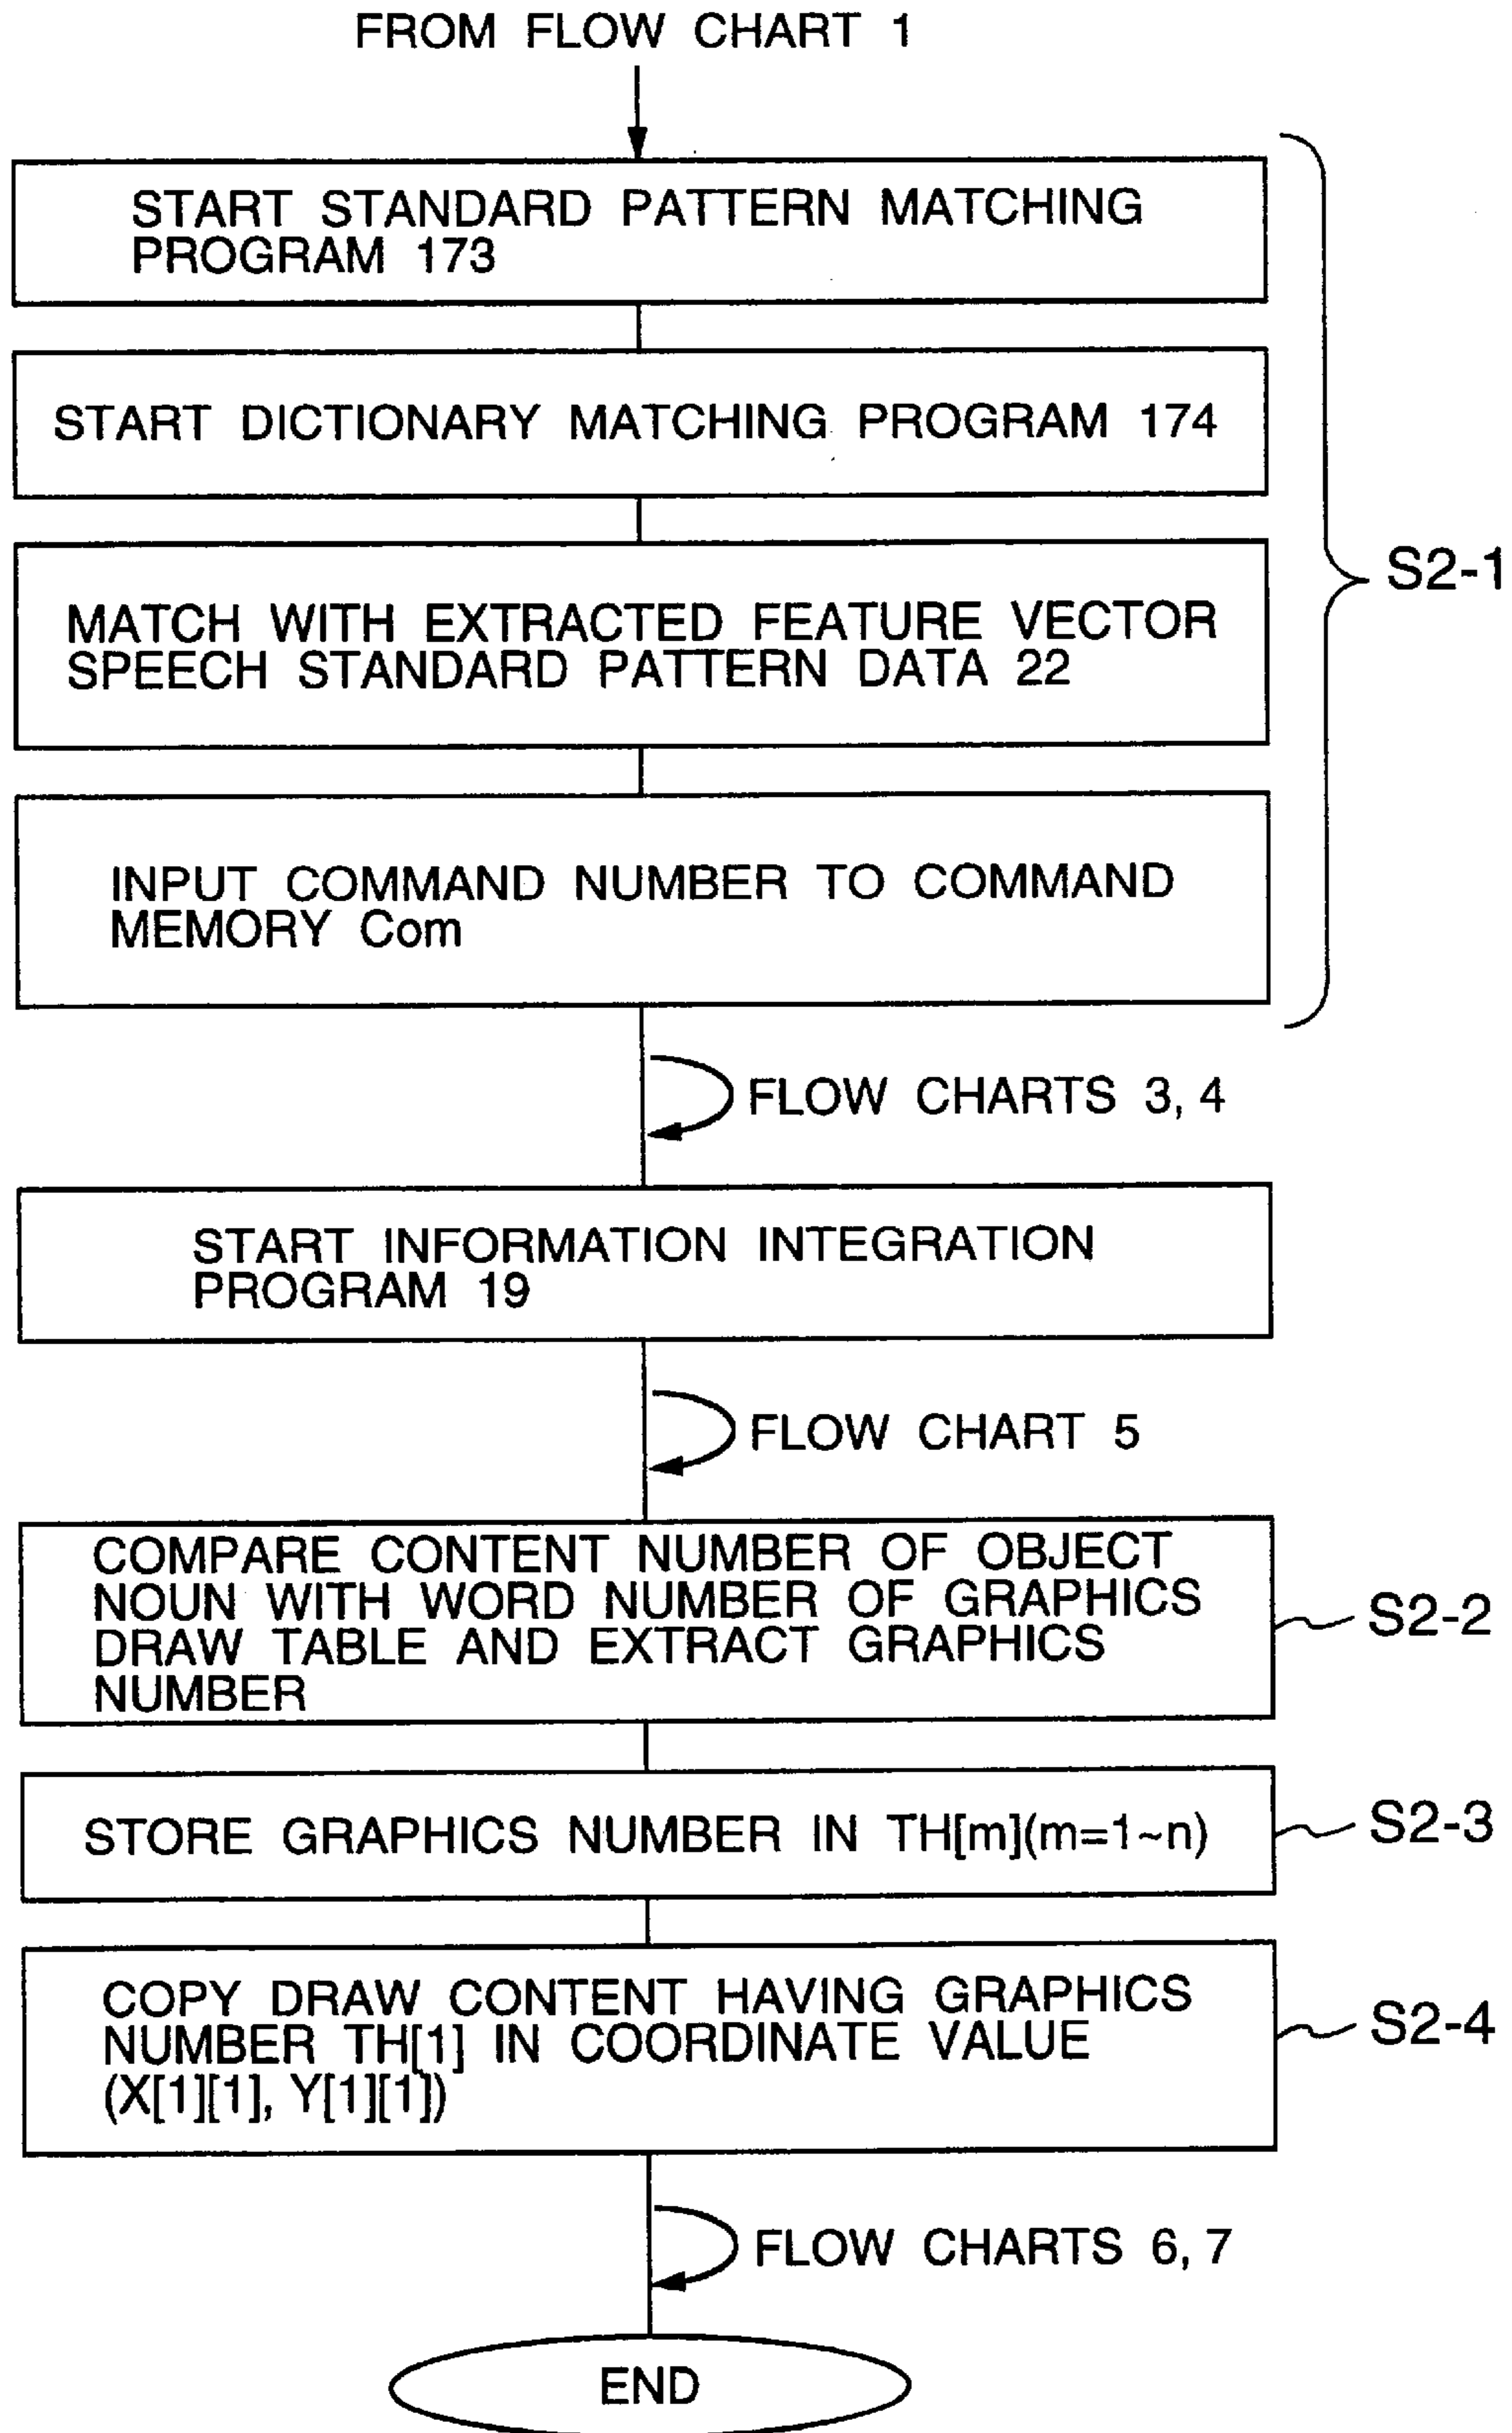 FROM FLOW CHART 1
START STANDARD PATTERN MATCHING
PROGRAM 173
START DICTIONARY MATCHING PROGRAM 174
MATCH WITH EXTRACTED FEATURE VECTOR
SPEECH STANDARD PATTERN DATA 22
S2-1
INPUT COMMAND NUMBER TO COMMAND
MEMORY Com
FLOW CHARTS 3, 4
START INFORMATION INTEGRATION
PROGRAM 19
FLOW CHART 5
COMPARE CONTENT NUMBER OF OBJECT
NOUN WITH WORD NUMBER OF GRAPHICS
DRAW TABLE AND EXTRACT GRAPHICS
NUMBER
S2-2
STORE GRAPHICS NUMBER IN TH[m](m=1~n)
S2-3
COPY DRAW CONTENT HAVING GRAPHICS
NUMBER TH[1] IN COORDINATE VALUE
(X[1][1], Y[1][1])
S2-4
FLOW CHARTS 6, 7
END